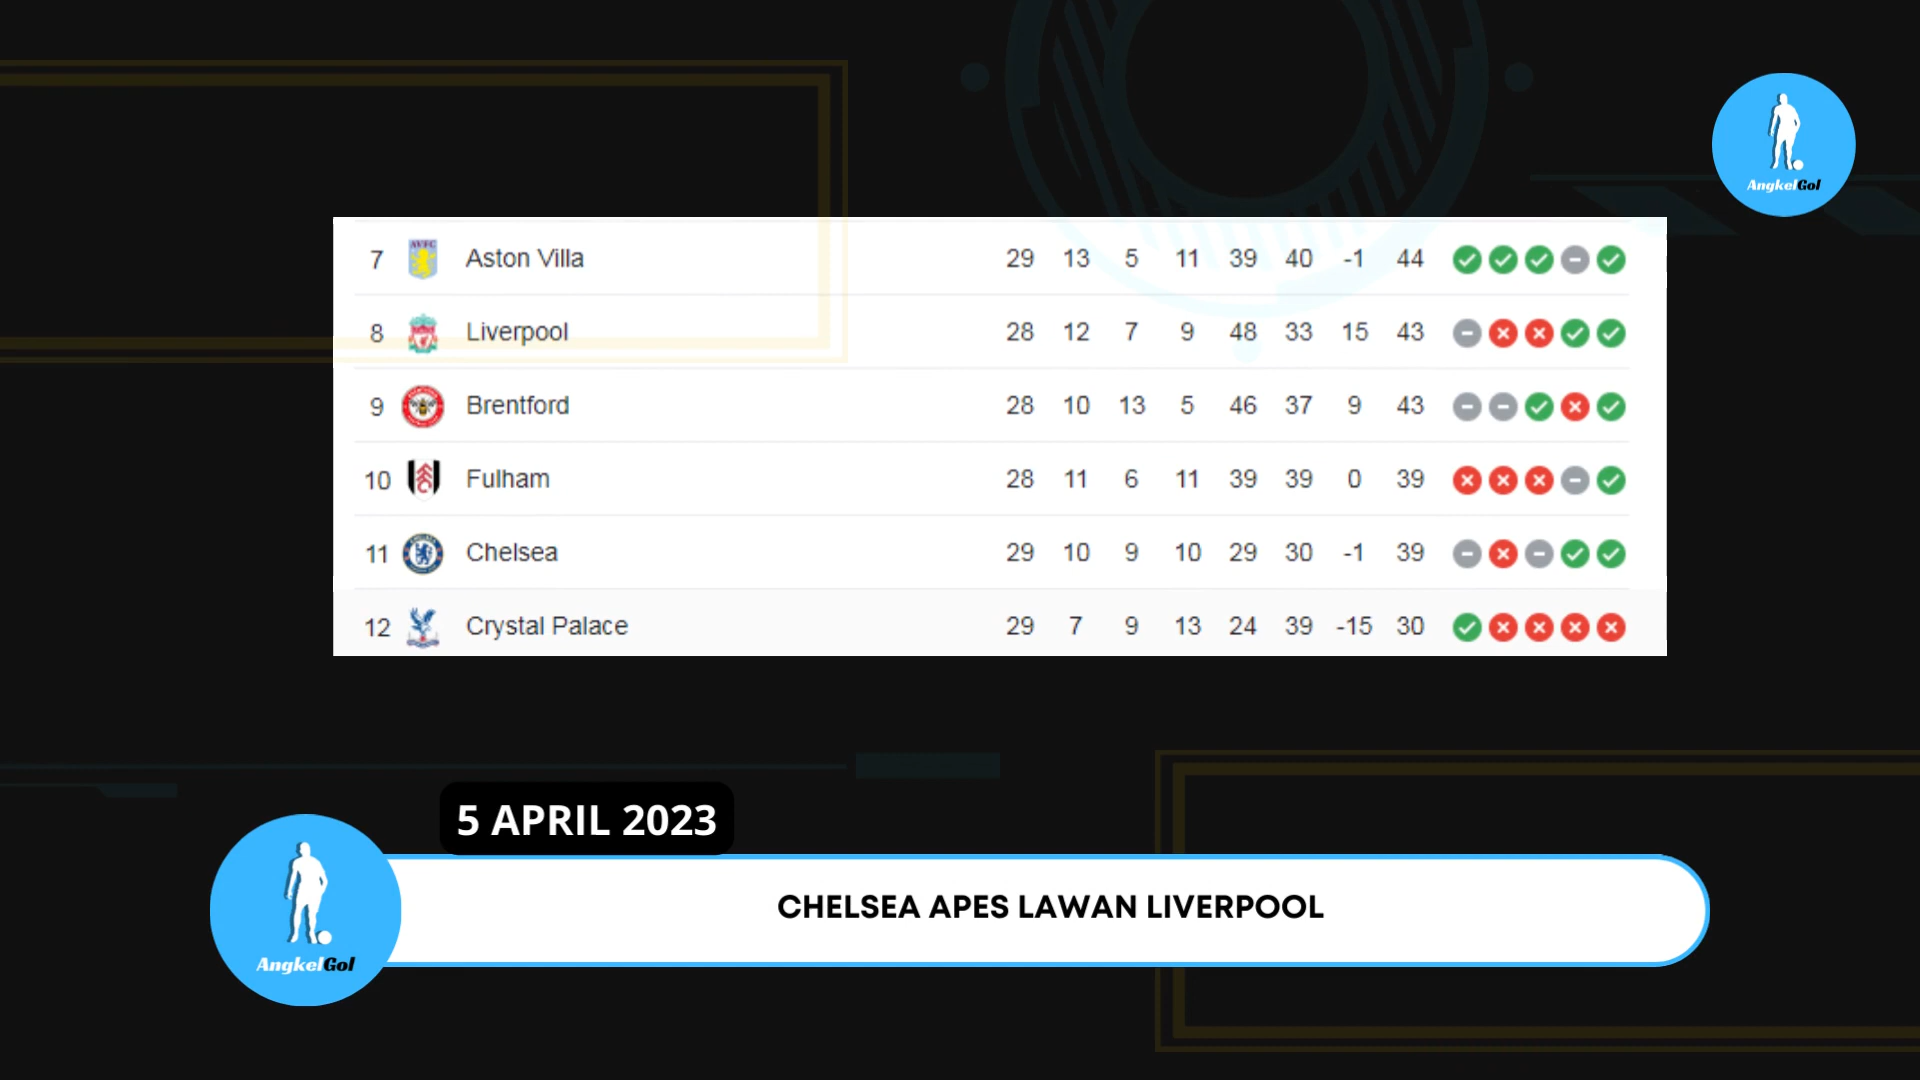 AngkelGol
7 AVFC Aston Villa 29 13 5 11 39 40 -1 44
8 Liverpool 28 12 7 9 48 33 15 43
9 Brentford 28 10 13 5 46 37 9 43
10 Fulham 28 11 6 11 39 39 0 39
11 Chelsea 29 10 9 10 29 30 -1 39
12 Crystal Palace 29 7 9 13 24 39 -15 30
5 APRIL 2023
CHELSEA APES LAWAN LIVERPOOL
AngkelGol